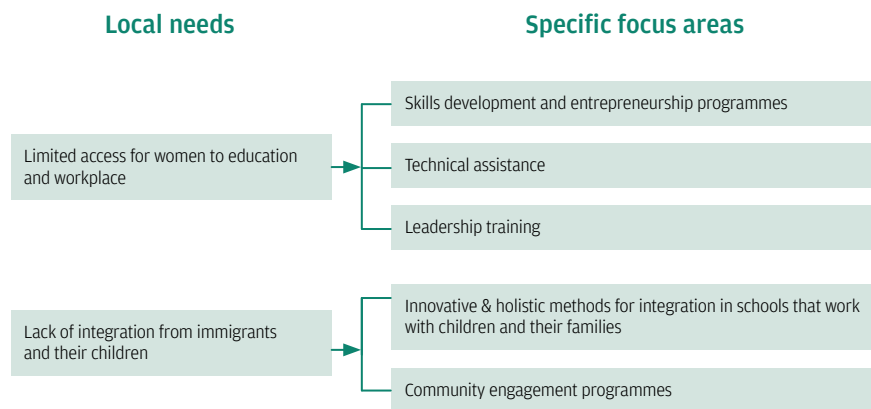 Local needs
Specific focus areas
Limited access for women to education
and workplace
Skills development and entrepreneurship programmes
Technical assistance
Leadership training
Lack of integration from immigrants
and their children
Innovative & holistic methods for integration in schools that work
with children and their families
Community engagement programmes